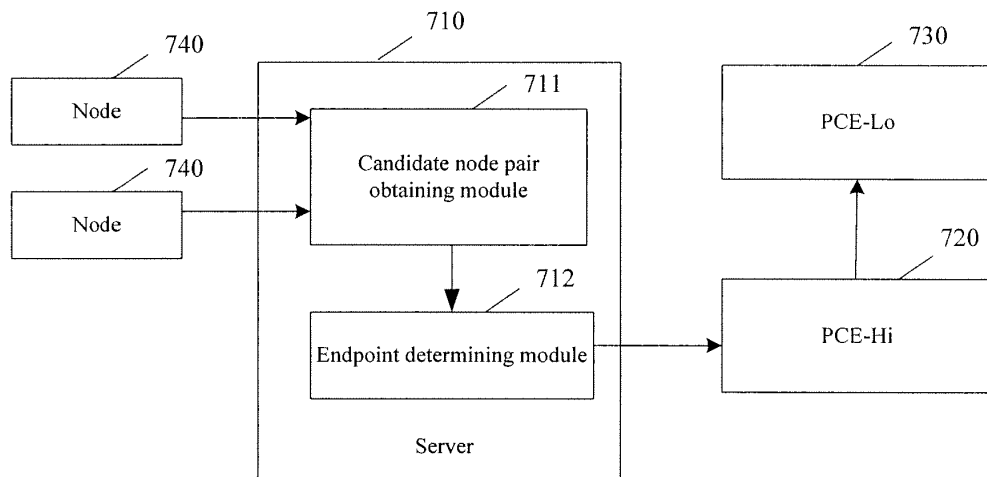 740
Node
740
Node
710
711
Candidate node pair
obtaining module
712
Endpoint determining module
Server
730
PCE-Lo
720
PCE-Hi